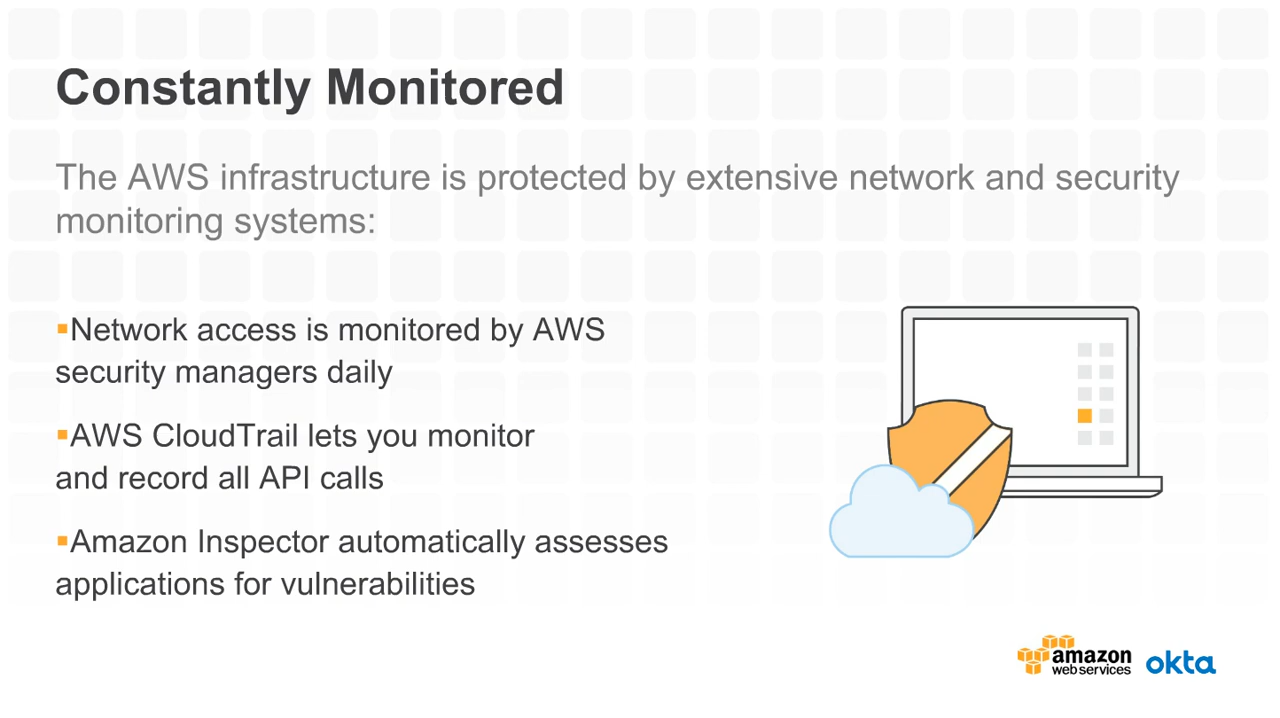 Constantly Monitored
The AWS infrastructure is protected by extensive network and security
monitoring systems:
▪Network access is monitored by AWS
security managers daily
▪AWS CloudTrail lets you monitor
and record all API calls
▪Amazon Inspector automatically assesses
applications for vulnerabilities
amazon
web services
okta